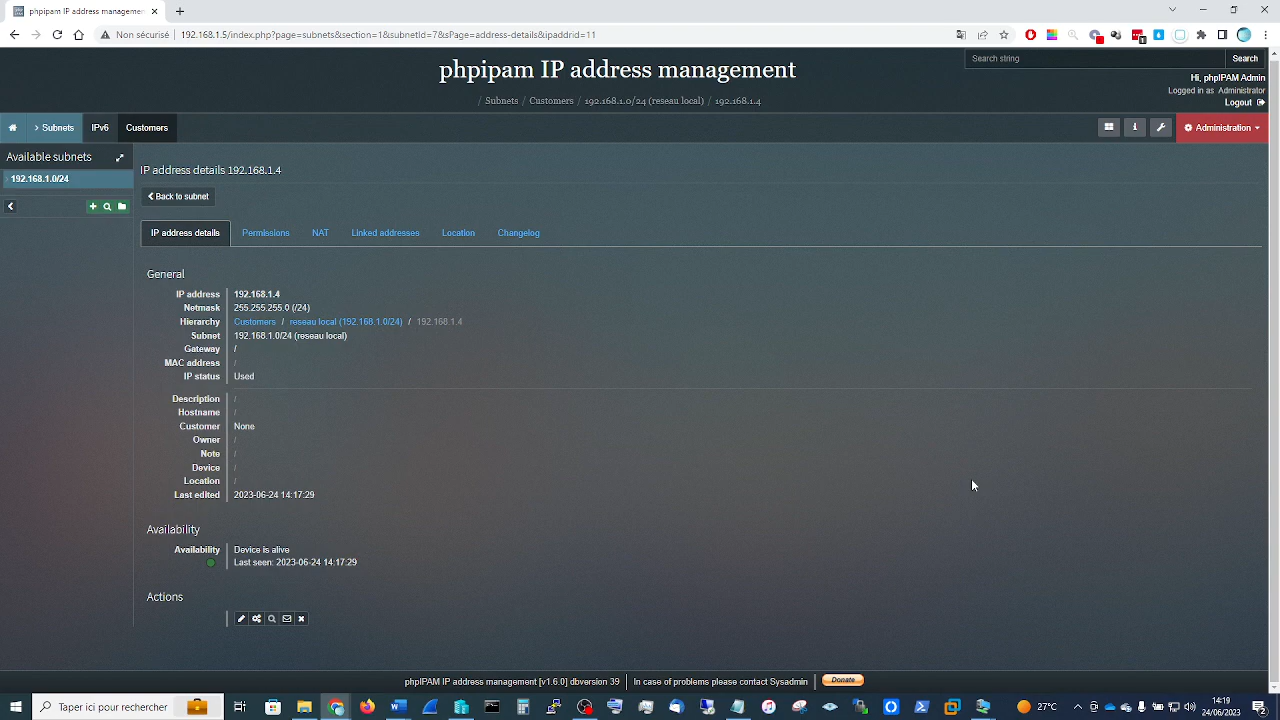 phpipam IP address managemen
Non sécurisé
192.168.1.5/index.php?page=subnets&section=1&subnetId=7&sPage=address-details&ipaddrid=11
phpipam IP address management
Search string
Search
Hi, phpIPAM Admin
Logged in as Administrator
Logout
/ Subnets / Customers / 192.168.1.0/24 (reseau local) / 192.168.1.4
Subnets
IPv6
Customers
Administration
Available subnets
192.168.1.0/24
IP address details 192.168.1.4
Back to subnet
IP address details
Permissions
NAT
Linked addresses
Location
Changelog
General
IP address 192.168.1.4
Netmask 255.255.255.0 (/24)
Hierarchy Customers / reseau local (192.168.1.0/24) / 192.168.1.4
Subnet 192.168.1.0/24 (reseau local)
Gateway /
MAC address /
IP status Used
Description /
Hostname /
Customer None
Owner /
Note /
Device /
Location /
Last edited 2023-06-24 14:17:29
Availability
Availability Device is alive
Last seen: 2023-06-24 14:17:29
Actions
phpIPAM IP address management [v1.6.0] dbversion 39
In case of problems please contact Sysadmin
Donate
Taper ici pour rechercher
27°C
14:19
24/06/2023